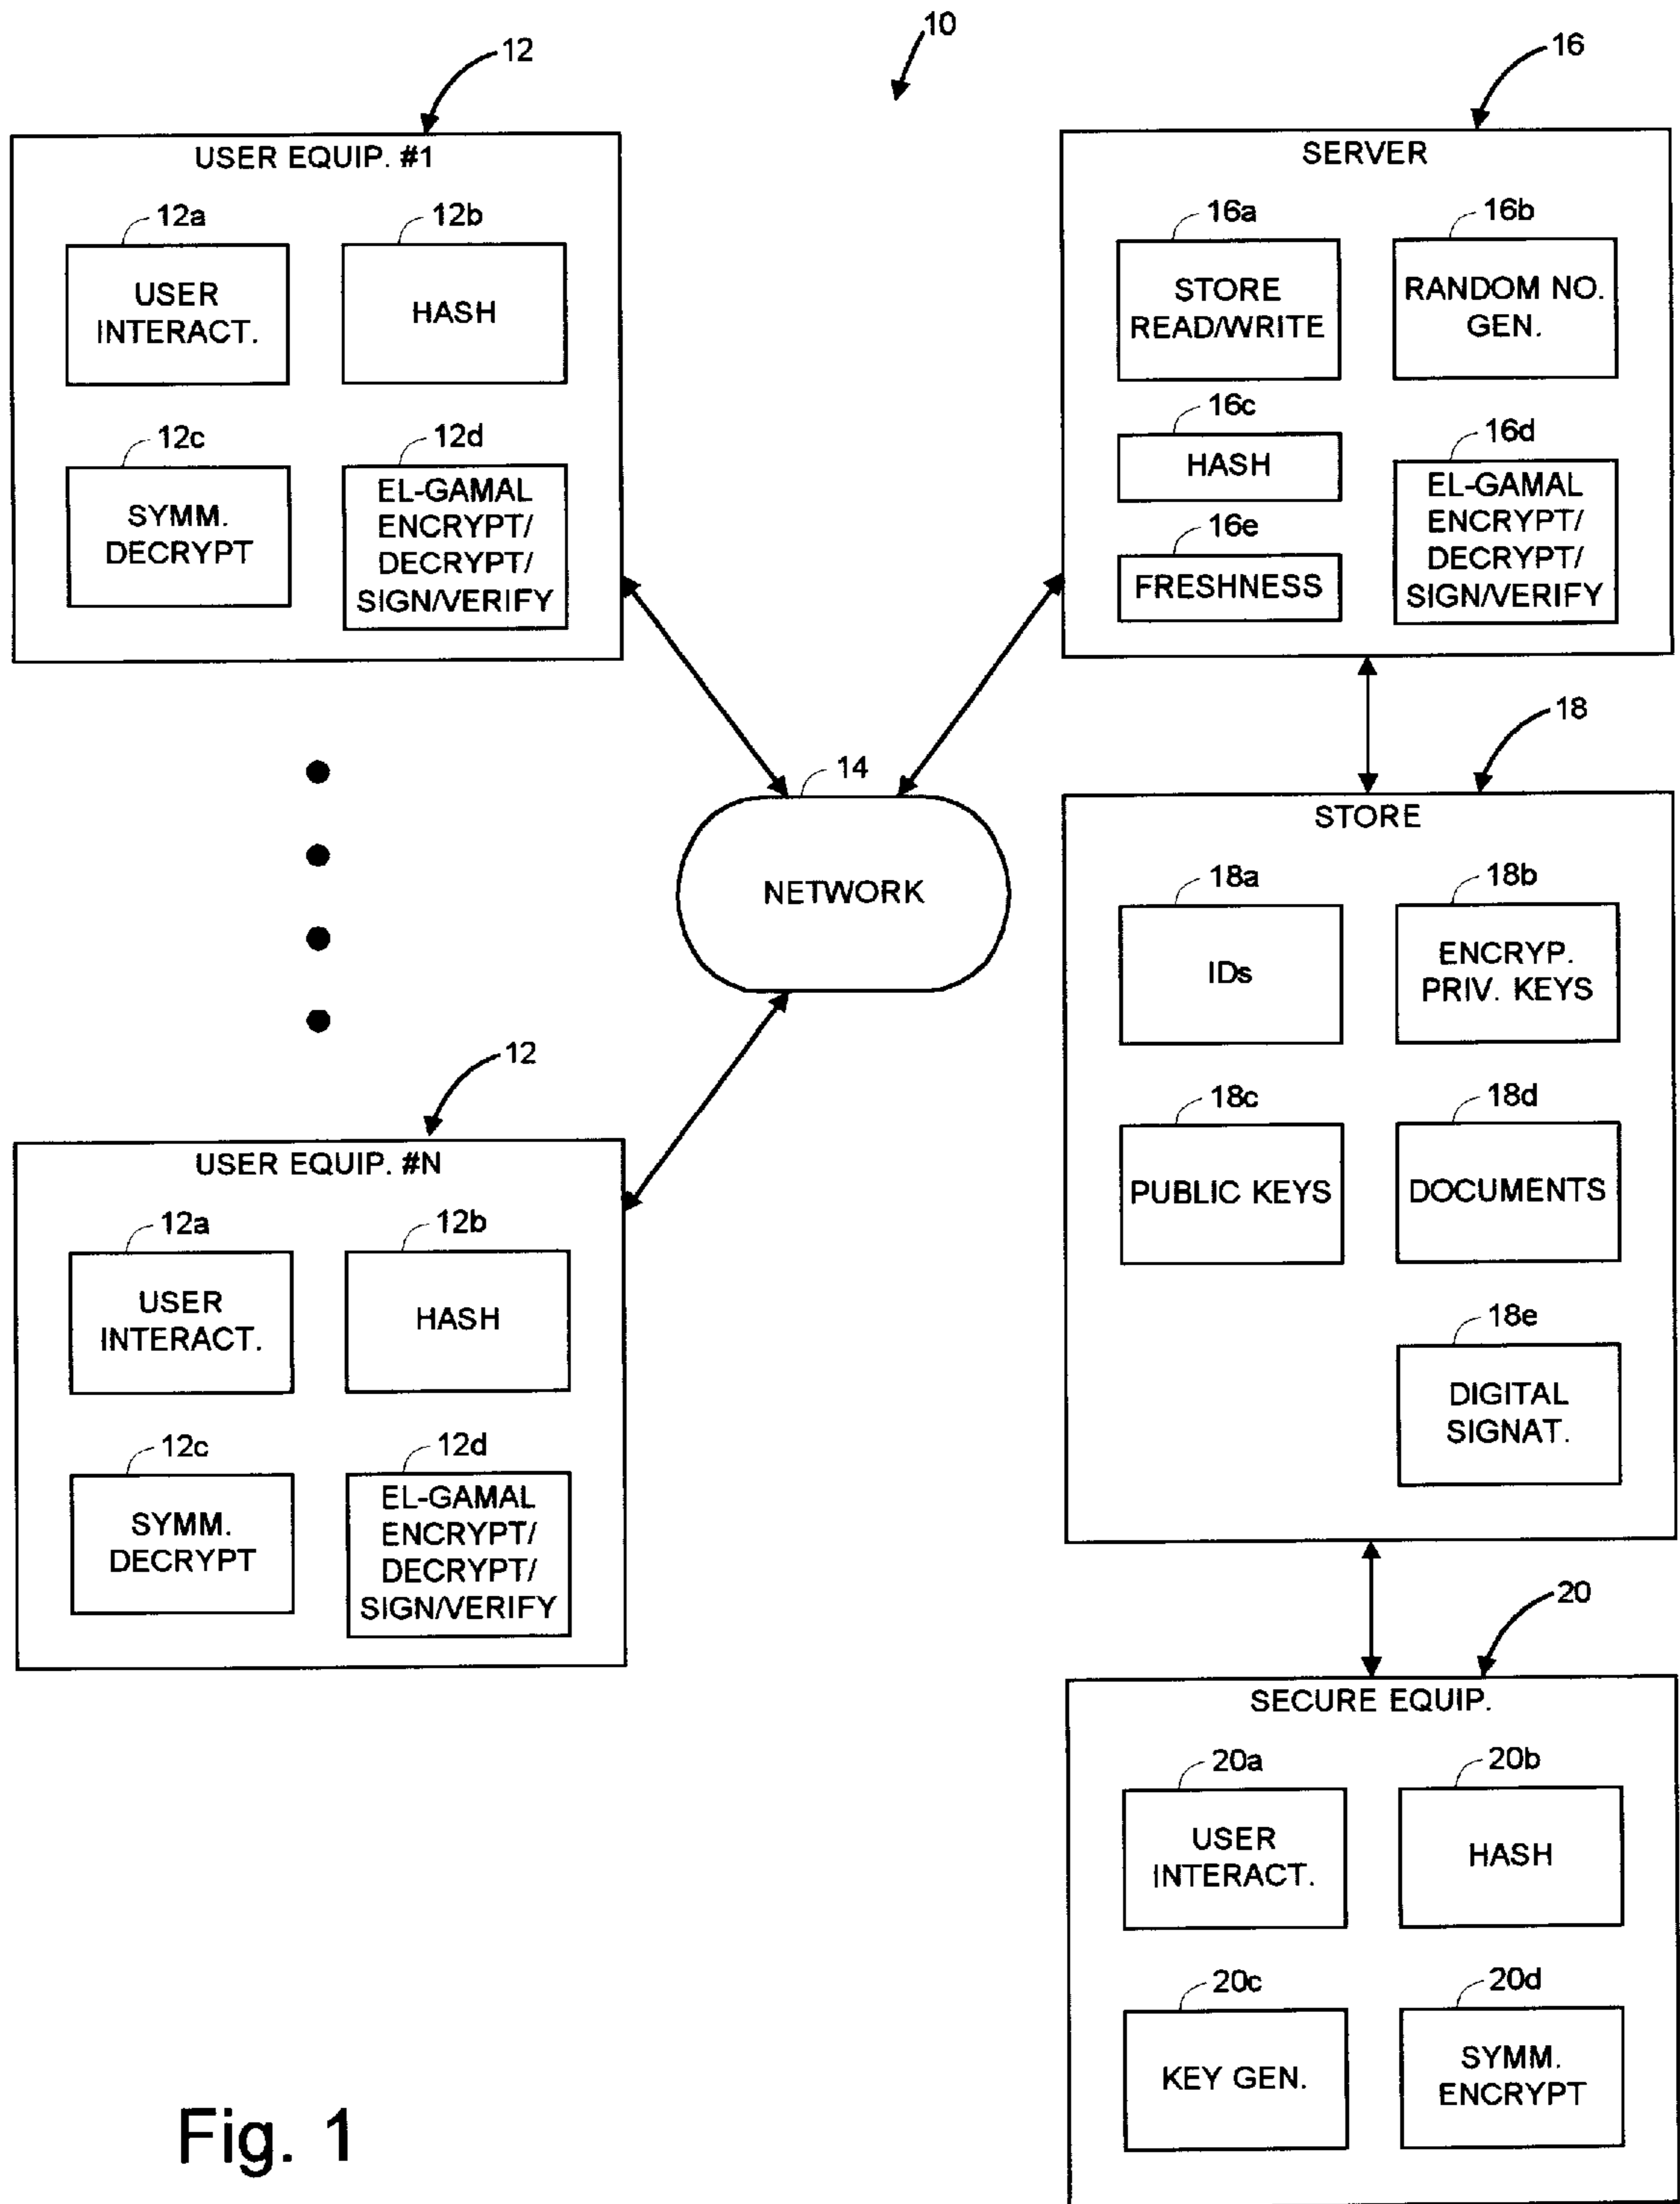 10
12
USER EQUIP. #1
12a
USER
INTERACT.
12b
HASH
12c
SYMM.
DECRYPT
12d
EL-GAMAL
ENCRYPT/
DECRYPT/
SIGN/VERIFY
16
SERVER
16a
STORE
READ/WRITE
16b
RANDOM NO.
GEN.
16c
HASH
16d
EL-GAMAL
ENCRYPT/
DECRYPT/
SIGN/VERIFY
16e
FRESHNESS
14
NETWORK
18
STORE
18a
IDs
18b
ENCRYP.
PRIV. KEYS
18c
PUBLIC KEYS
18d
DOCUMENTS
18e
DIGITAL
SIGNAT.
12
USER EQUIP. #N
12a
USER
INTERACT.
12b
HASH
12c
SYMM.
DECRYPT
12d
EL-GAMAL
ENCRYPT/
DECRYPT/
SIGN/VERIFY
20
SECURE EQUIP.
20a
USER
INTERACT.
20b
HASH
20c
KEY GEN.
20d
SYMM.
ENCRYPT
Fig. 1